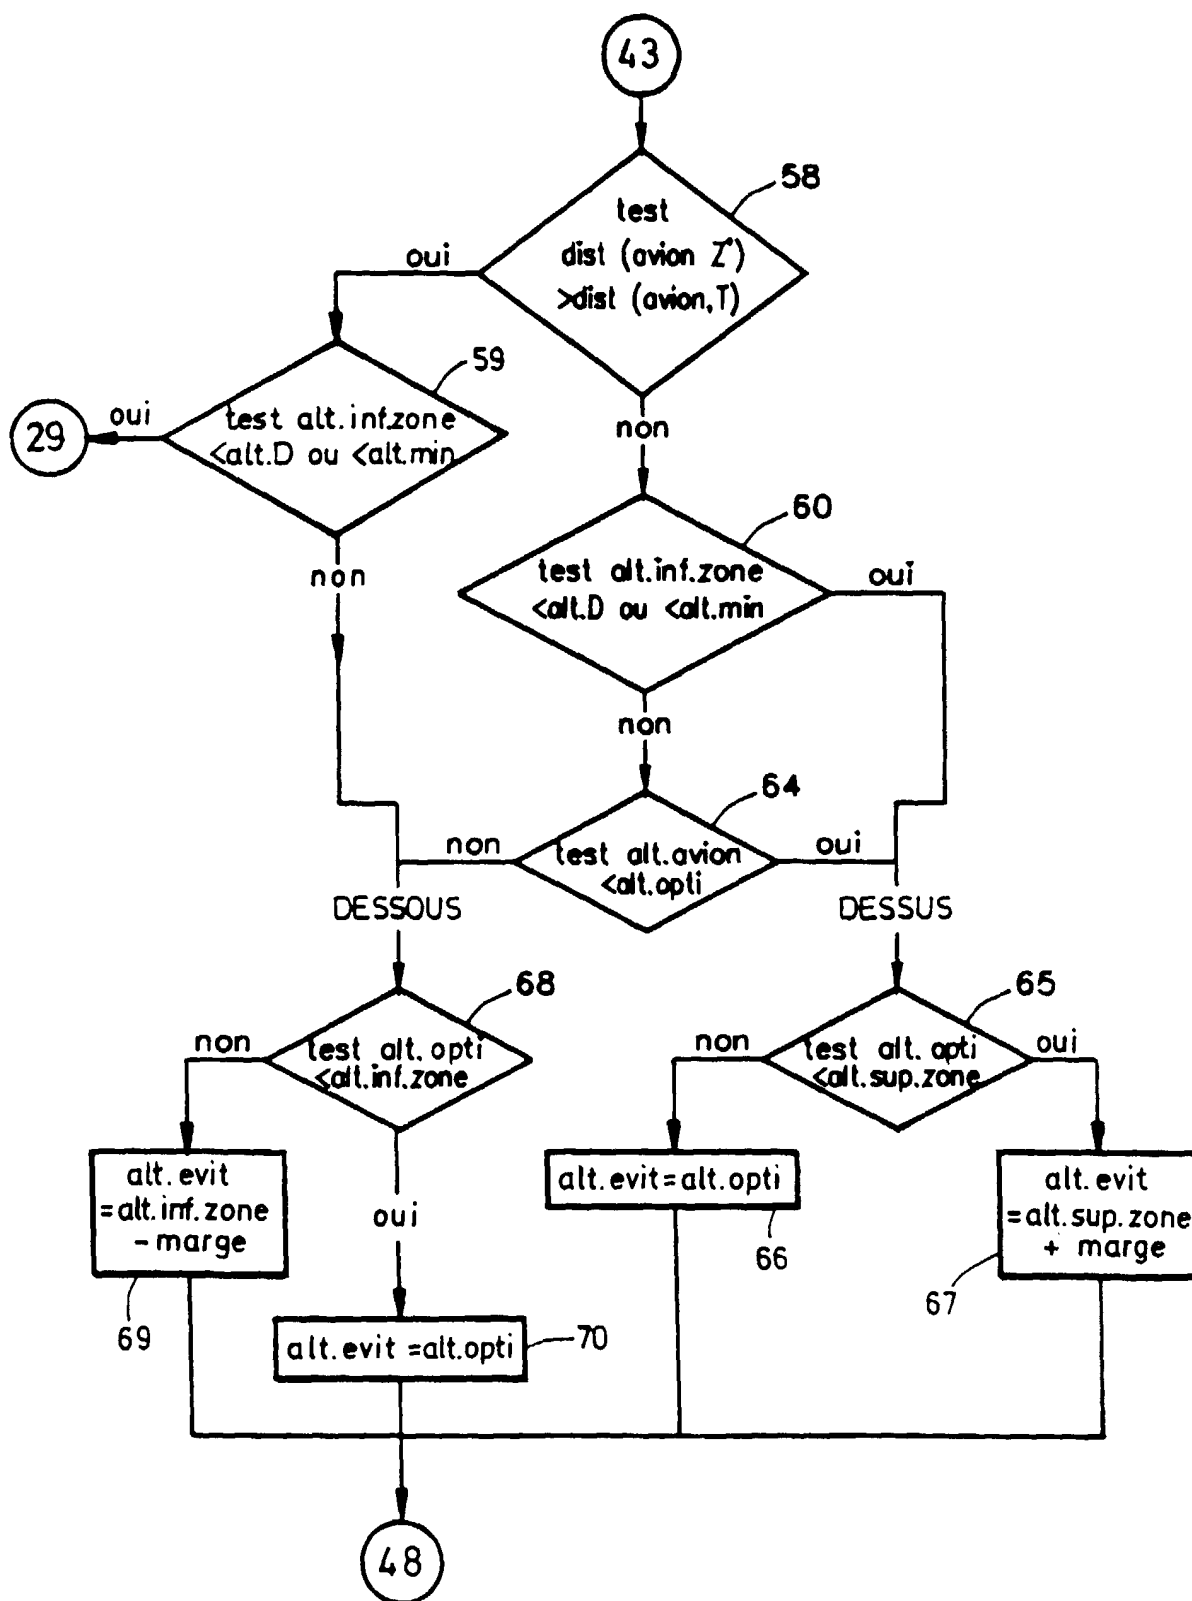 43
58
test
dist (avion Z')
>dist (avion,T)
oui
non
59
test alt.inf.zone
<alt.D ou <alt.min
oui
29
non
60
test alt.inf.zone
<alt.D ou <alt.min
oui
non
64
test alt.avion
<alt.opti
non
oui
DESSOUS
DESSUS
68
test alt.opti
<alt.inf.zone
non
oui
65
test alt.opti
<alt.sup.zone
non
oui
alt.evit
=alt.inf.zone
- marge
69
alt.evit =alt.opti
70
alt.evit=alt.opti
66
alt.evit
=alt.sup.zone
+ marge
67
48